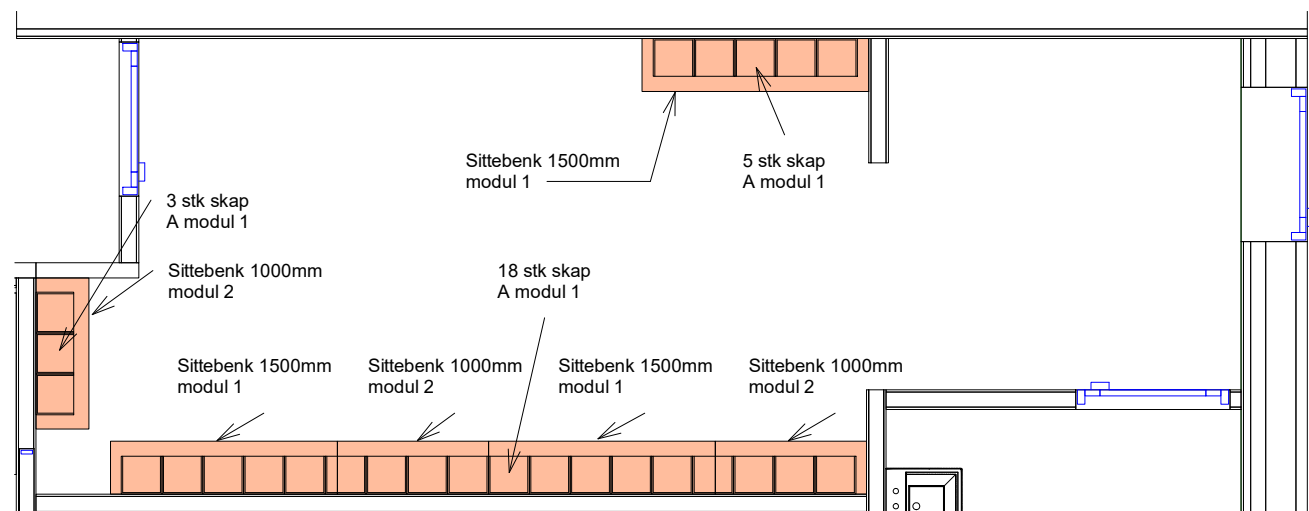 Sittebenk 1500mm
modul 1
5 stk skap
A modul 1
3 stk skap
A modul 1
Sittebenk 1000mm
modul 2
18 stk skap
A modul 1
Sittebenk 1500mm
modul 1
Sittebenk 1000mm
modul 2
Sittebenk 1500mm
modul 1
Sittebenk 1000mm
modul 2